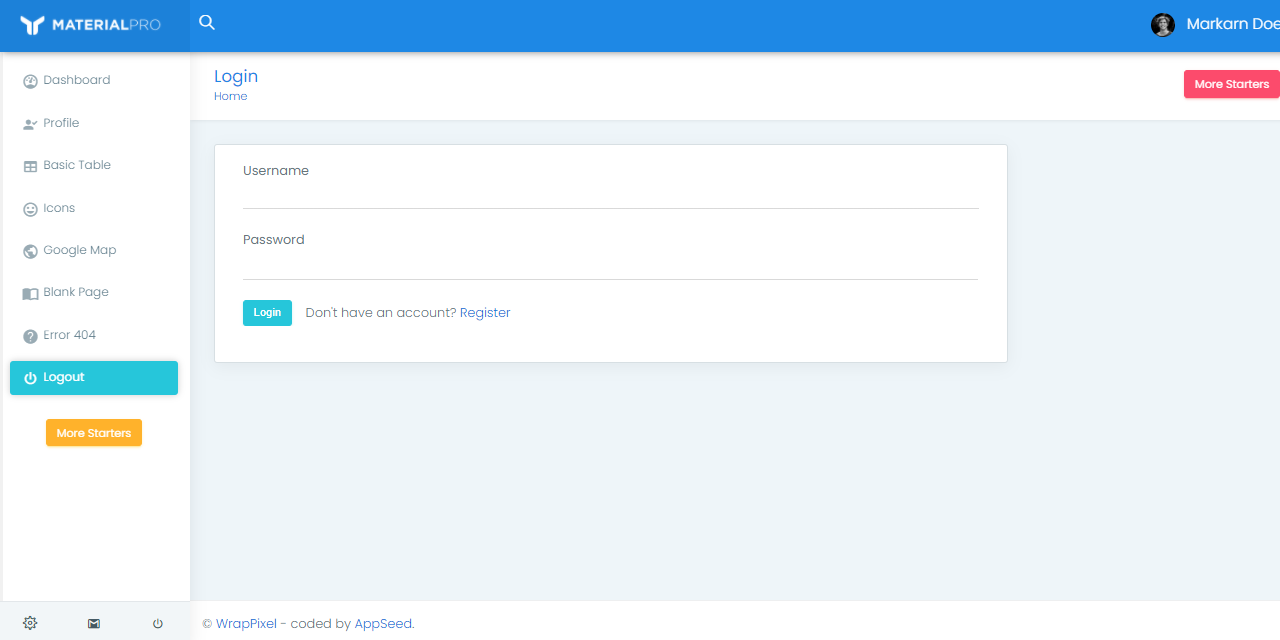 MATERIALPRO
Markarn Doe
Dashboard
Profile
Basic Table
Icons
Google Map
Blank Page
Error 404
Logout
More Starters
Login
Home
More Starters
Username
Password
Login Don't have an account? Register
© WrapPixel - coded by AppSeed.